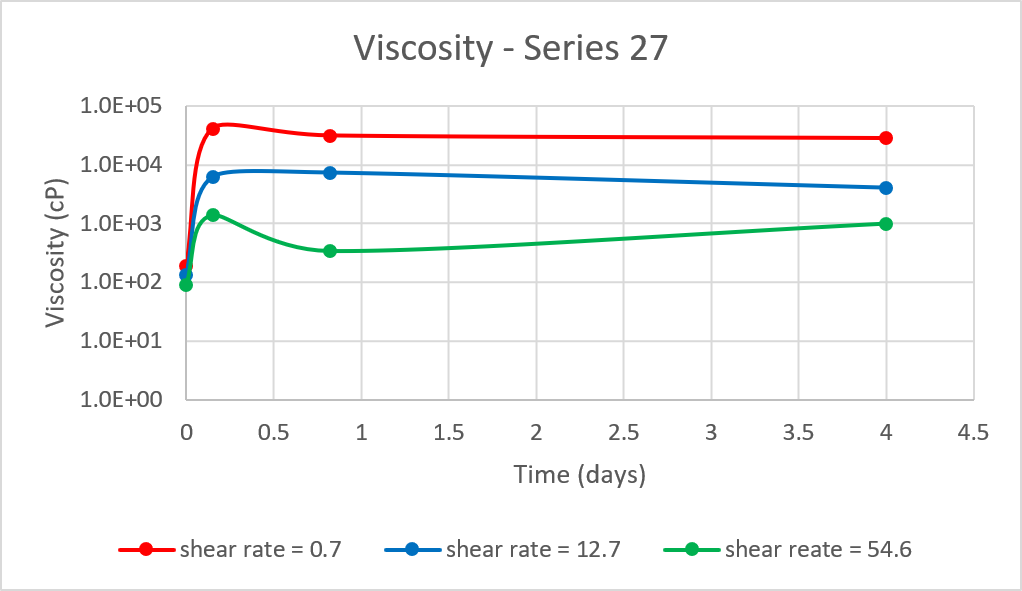 Viscosity - Series 27
1.0E+05
1.0E+04
1.0E+03
1.0E+02
1.0E+01
1.0E+00
Viscosity (cP)
0 0.5 1 1.5 2 2.5 3 3.5 4 4.5
Time (days)
shear rate = 0.7 shear rate = 12.7 shear reate = 54.6